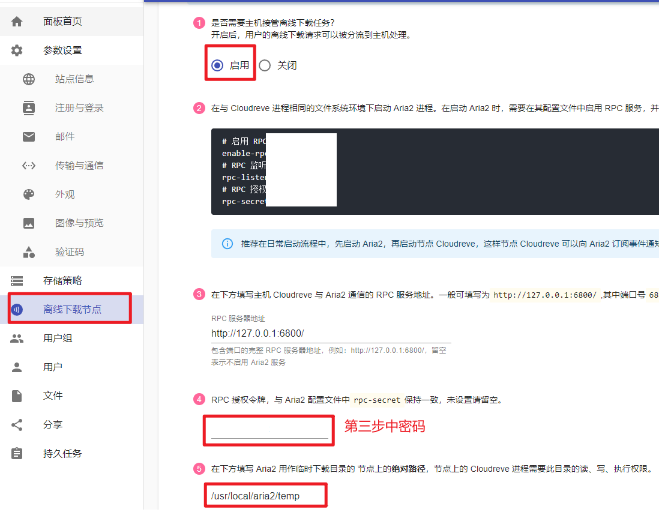 面板首页
参数设置
站点信息
注册与登录
邮件
传输与通信
外观
图像与预览
验证码
存储策略
离线下载节点
用户组
用户
文件
分享
持久任务
1 是否需要主机接管离线下载任务?
开启后，用户的离线下载请求可以被分流到主机处理。
启用 关闭
2 在与 Cloudreve 进程相同的文件系统环境下启动 Aria2 进程。在启动 Aria2 时，需要在其配置文件中启用 RPC 服务，并
# 启用 RPC
enable-rpc
# RPC 监听
rpc-listen
# RPC 授权
rpc-secret
推荐在日常启动流程中，先启动 Aria2，再启动节点 Cloudreve，这样节点 Cloudreve 可以向 Aria2 订阅事件通知
3 在下方填写主机 Cloudreve 与 Aria2 通信的 RPC 服务地址。一般可填写为 http://127.0.0.1:6800/ ,其中端口号 68
RPC 服务器地址
http://127.0.0.1:6800/
包含端口的完整 RPC 服务器地址，例如：http://127.0.0.1:6800/，留空
表示不启用 Aria2 服务
4 RPC 授权令牌，与 Aria2 配置文件中 rpc-secret 保持一致，未设置请留空。
第三步中密码
5 在下方填写 Aria2 用作临时下载目录的 节点上的绝对路径，节点上的 Cloudreve 进程需要此目录的读、写、执行权限。
/usr/local/aria2/temp